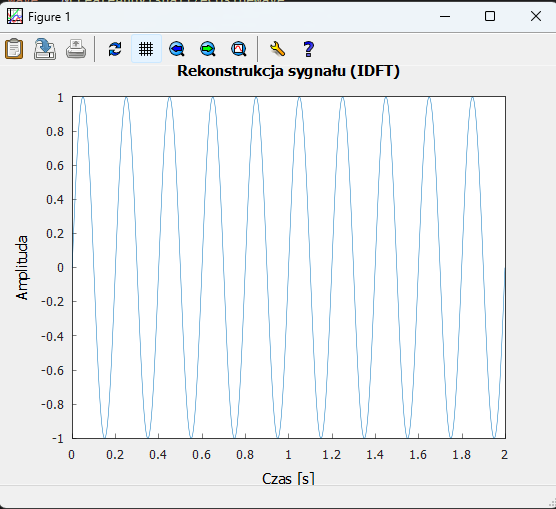 Figure 1
Rekonstrukcja sygnału (IDFT)
1
0.8
0.6
0.4
0.2
0
-0.2
-0.4
-0.6
-0.8
-1
Amplituda
0 0.2 0.4 0.6 0.8 1 1.2 1.4 1.6 1.8 2
Czas [s]